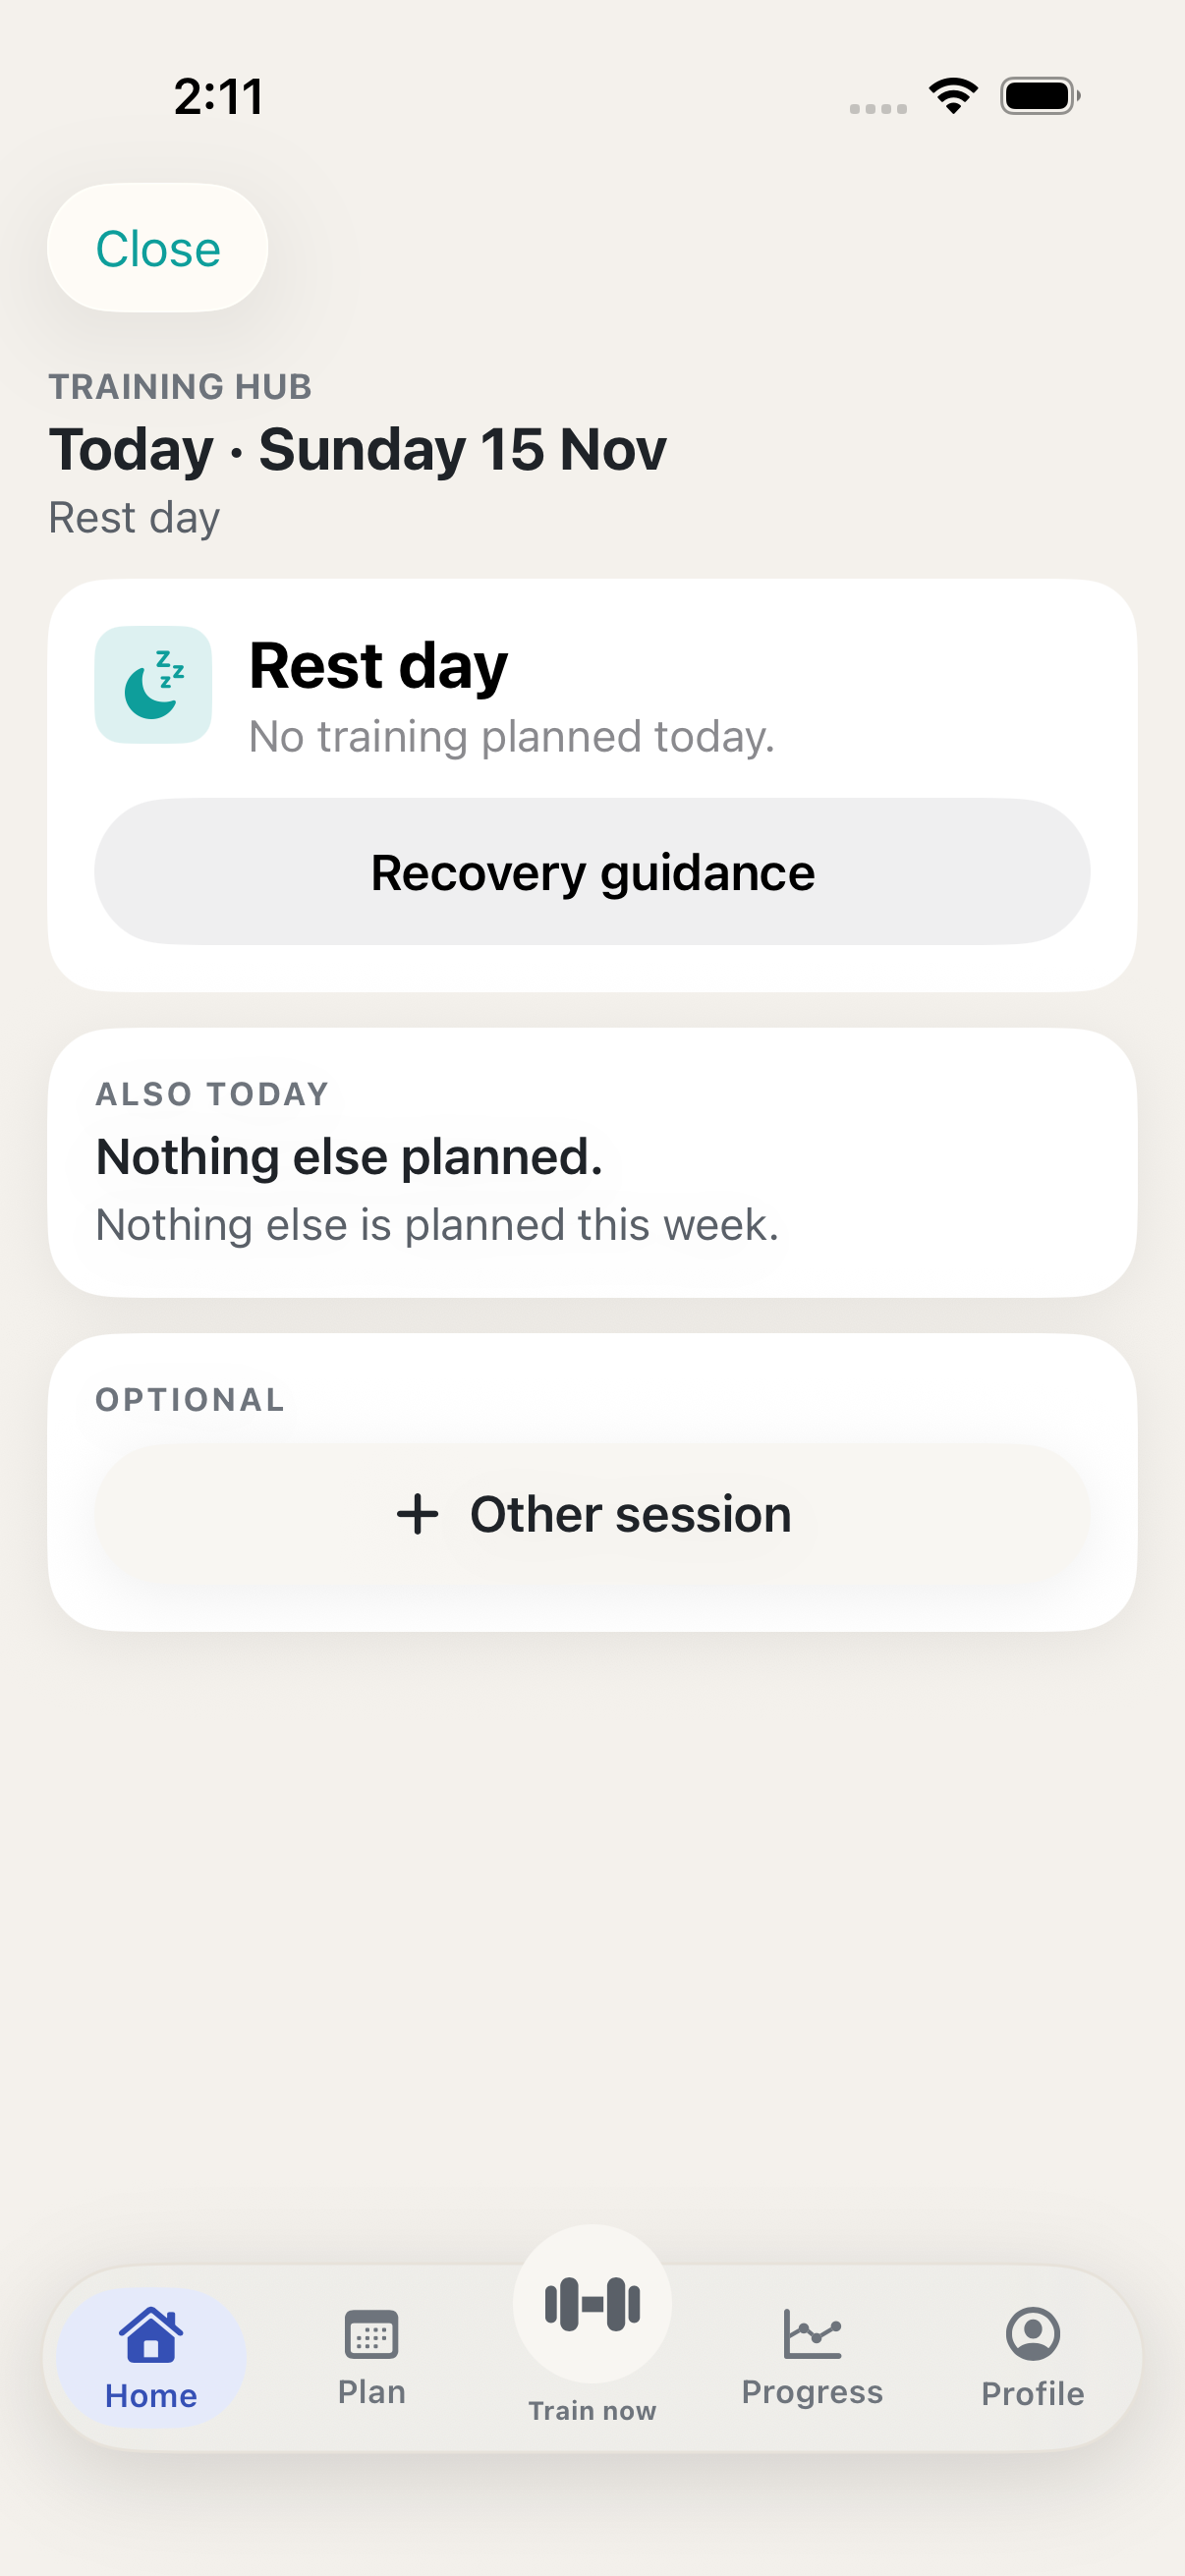 2:11
Close
TRAINING HUB
Today · Sunday 15 Nov
Rest day
Rest day
No training planned today.
Recovery guidance
ALSO TODAY
Nothing else planned.
Nothing else is planned this week.
OPTIONAL
+ Other session
Home
Plan
Train now
Progress
Profile